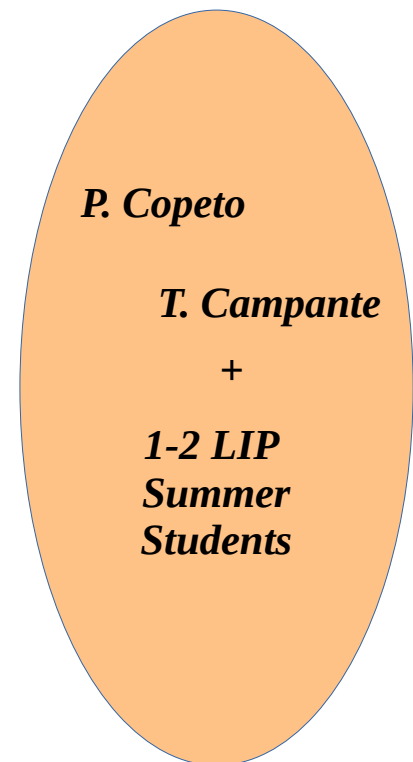 P. Copeto
T. Campante
+
1-2 LIP
Summer
Students